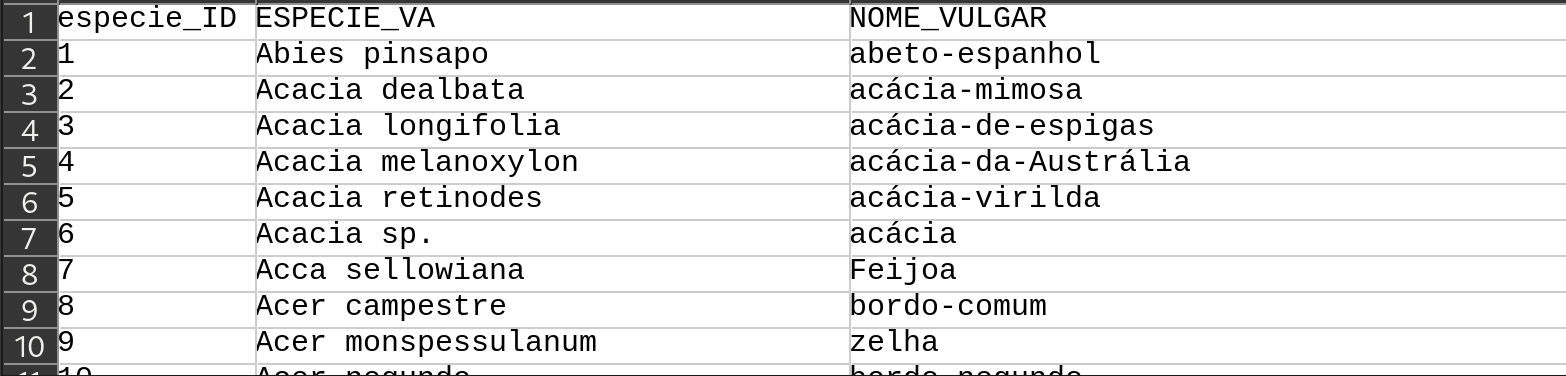 1 especie_ID ESPECIE_VA NOME_VULGAR
2 1 Abies pinsapo abeto-espanhol
3 2 Acacia dealbata acácia-mimosa
4 3 Acacia longifolia acácia-de-espigas
5 4 Acacia melanoxylon acácia-da-Austrália
6 5 Acacia retinodes acácia-virilda
7 6 Acacia sp. acácia
8 7 Acca sellowiana Feijoa
9 8 Acer campestre bordo-comum
10 9 Acer monspessulanum zelha
11 10 Acer negundo bordo-negundo